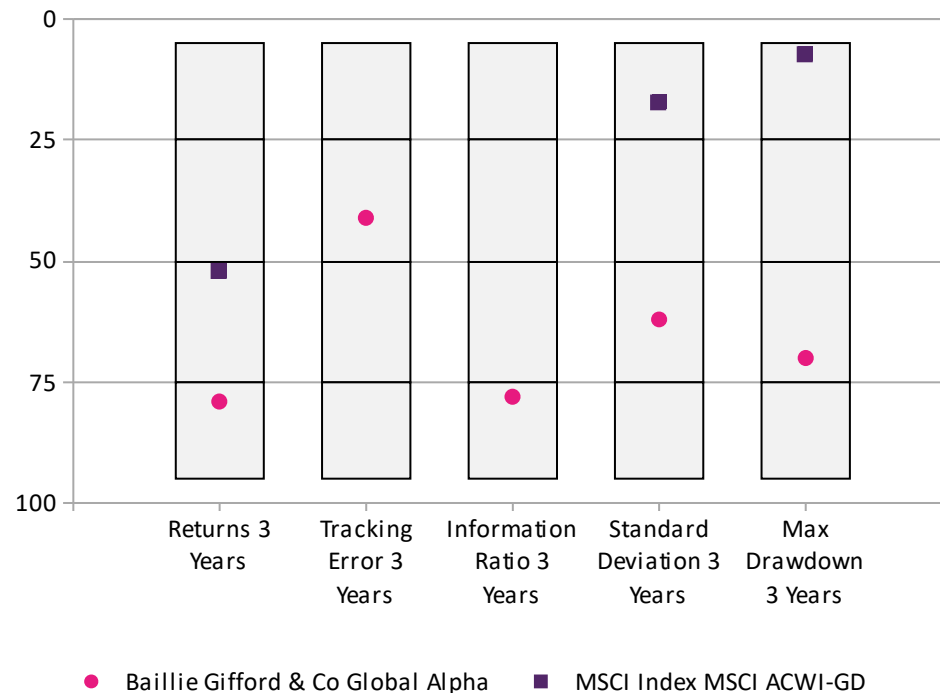 0
25
50
75
100
Returns 3
Years
Tracking
Error 3
Years
Information
Ratio 3
Years
Standard
Deviation 3
Years
Max
Drawdown
3 Years
Baillie Gifford & Co Global Alpha
MSCI Index MSCI ACWI-GD